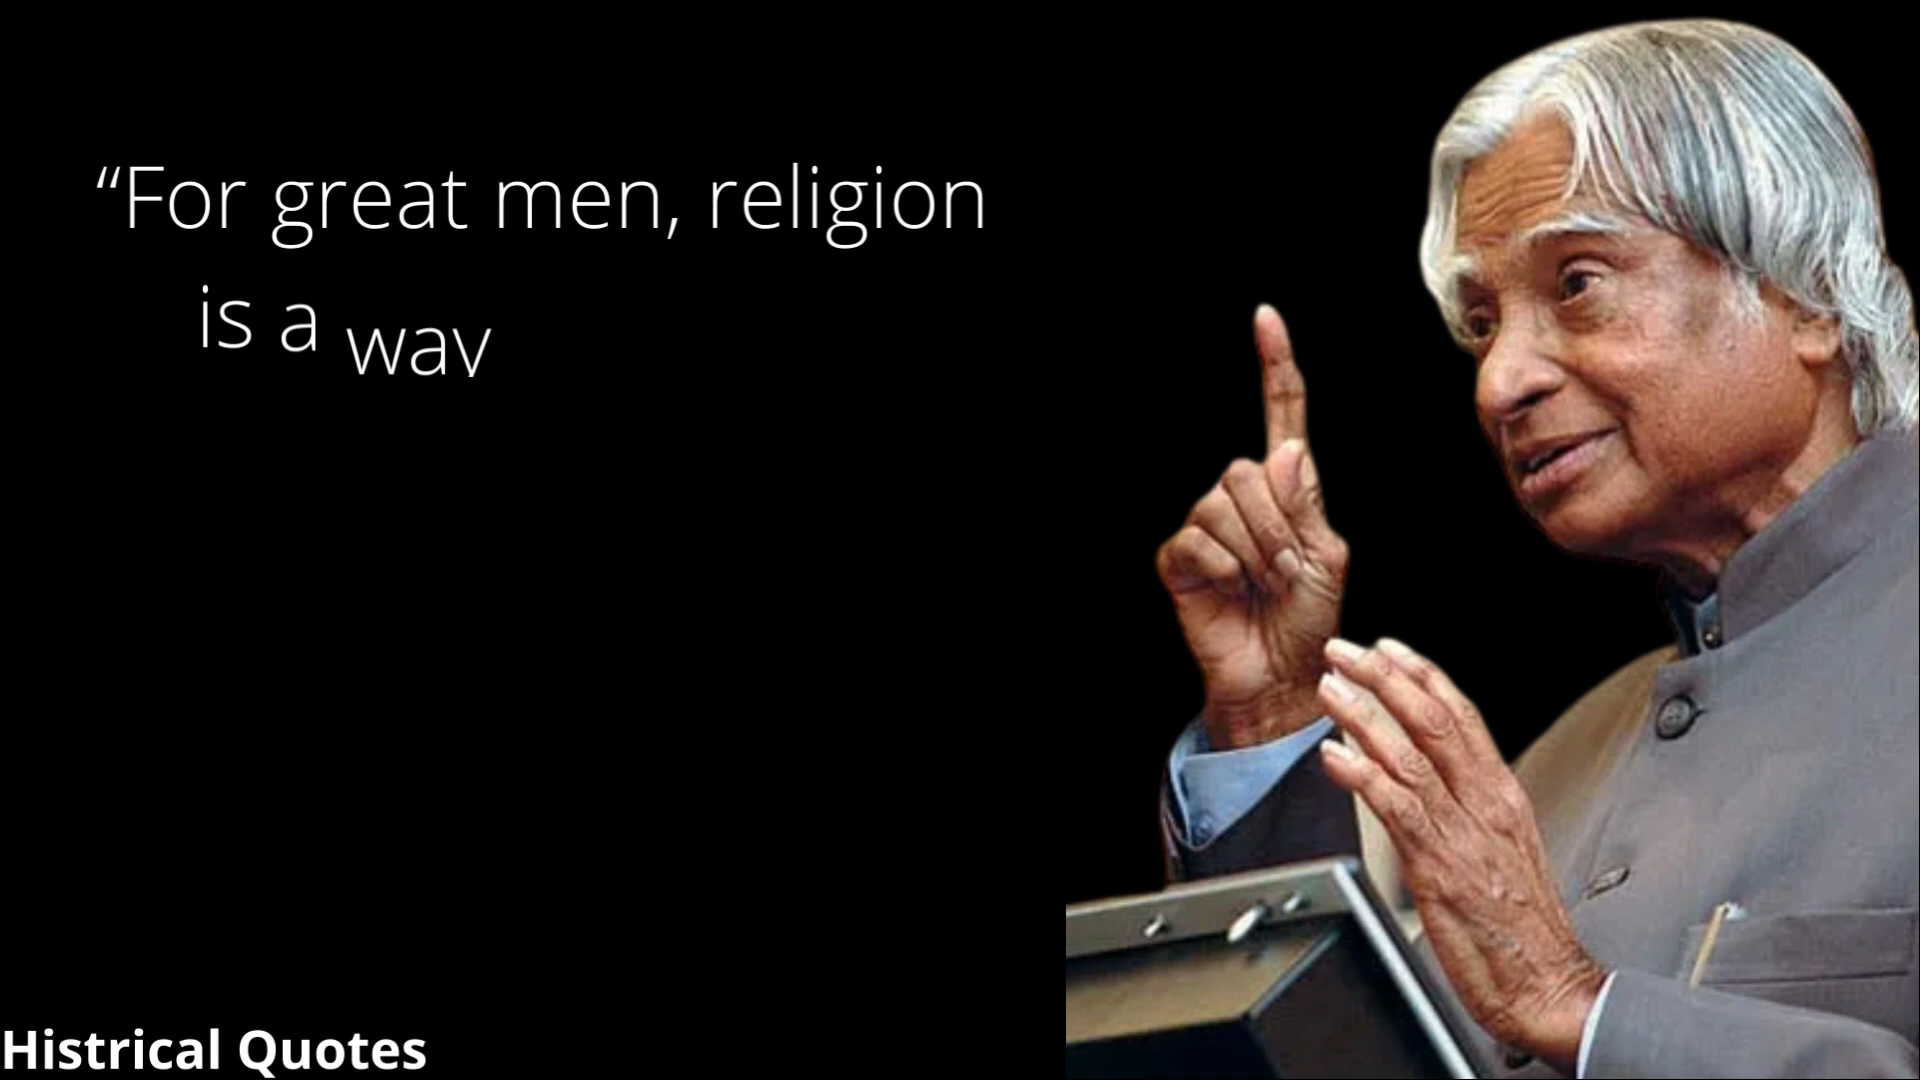 “For great men, religion
is a way
Histrical Quotes